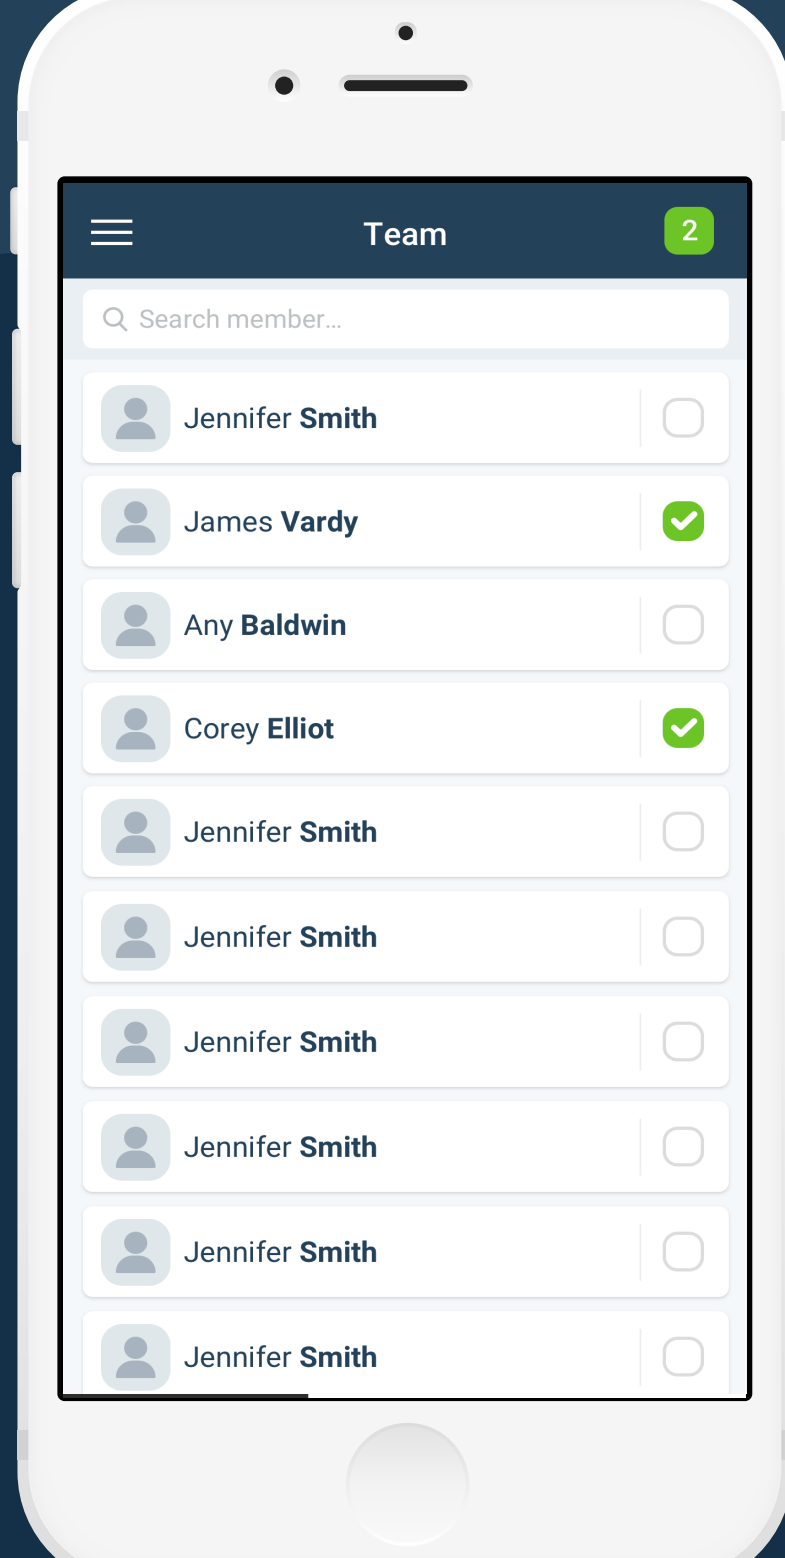 Team
2
Search member...
Jennifer Smith
James Vardy
Any Baldwin
Corey Elliot
Jennifer Smith
Jennifer Smith
Jennifer Smith
Jennifer Smith
Jennifer Smith
Jennifer Smith